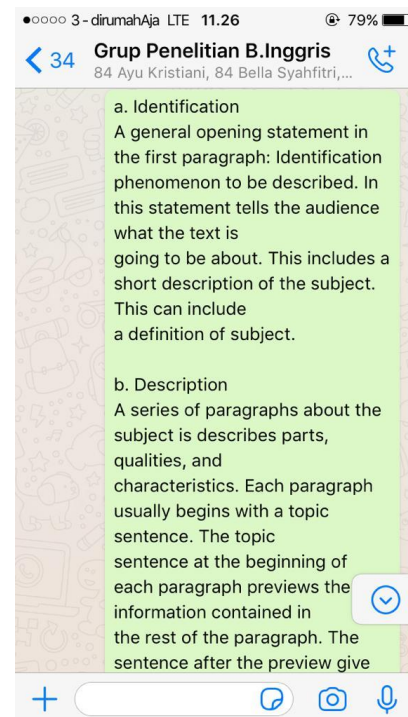 3 - dirumahAja LTE 11.26 79%
34 Grup Penelitian B.Inggris
84 Ayu Kristiani, 84 Bella Syahfitri,...
a. Identification
A general opening statement in
the first paragraph: Identification
phenomenon to be described. In
this statement tells the audience
what the text is
going to be about. This includes a
short description of the subject.
This can include
a definition of subject.
b. Description
A series of paragraphs about the
subject is describes parts,
qualities, and
characteristics. Each paragraph
usually begins with a topic
sentence. The topic
sentence at the beginning of
each paragraph previews the
information contained in
the rest of the paragraph. The
sentence after the preview give